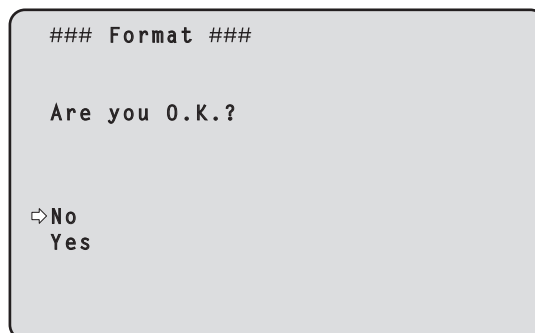 ### Format ###
Are you O.K.?
⇨No
Yes